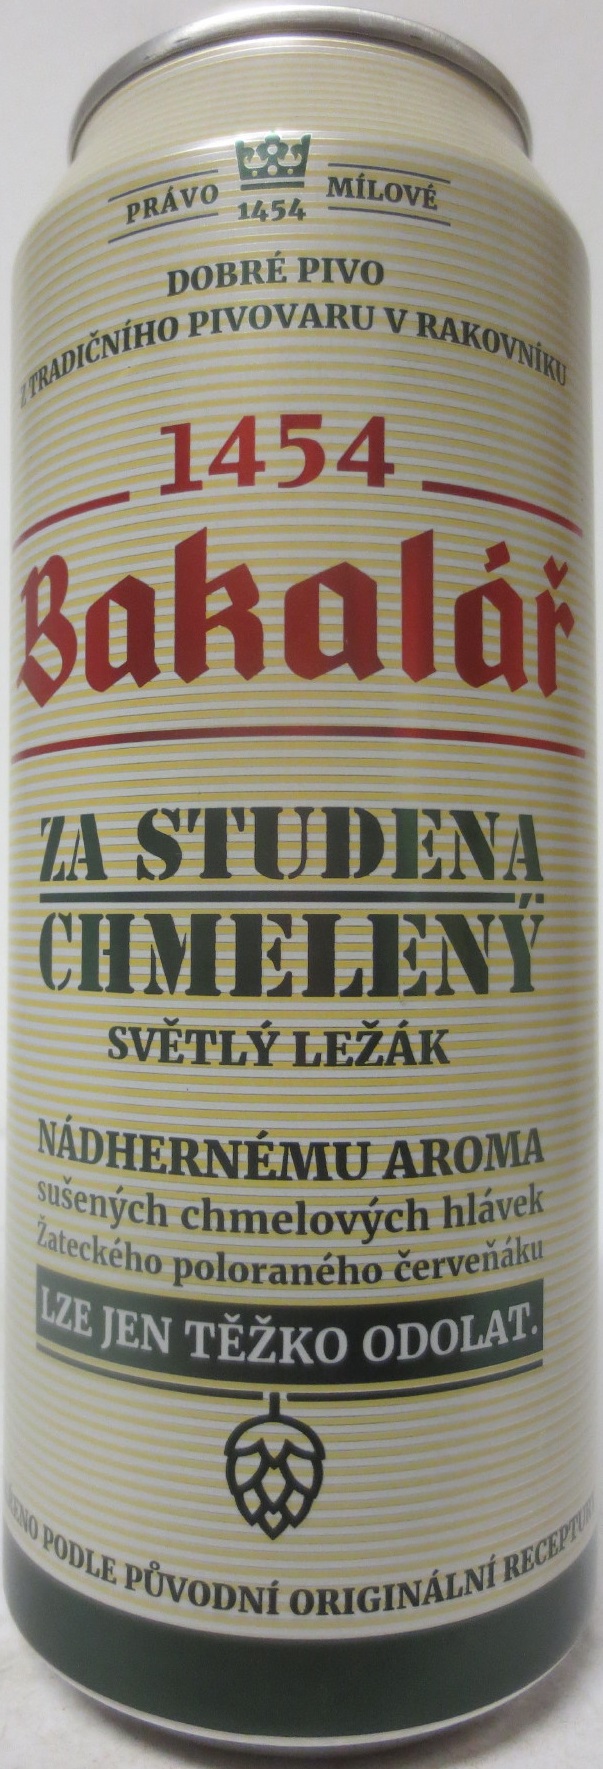 PRÁVO 1454 MÍLOVÉ
DOBRÉ PIVO
Z TRADIČNÍHO PIVOVARU V RAKOVNÍKU
1454
Bakalář
ZA STUDENA
CHMELENÝ
SVĚTLÝ LEŽÁK
NÁDHERNÉMU AROMA
sušených chmelových hlávek
Žateckého poloraného červeňáku
LZE JEN TĚŽKO ODOLAT.
PODLE PŮVODNÍ ORIGINÁLNÍ RECEPTURY